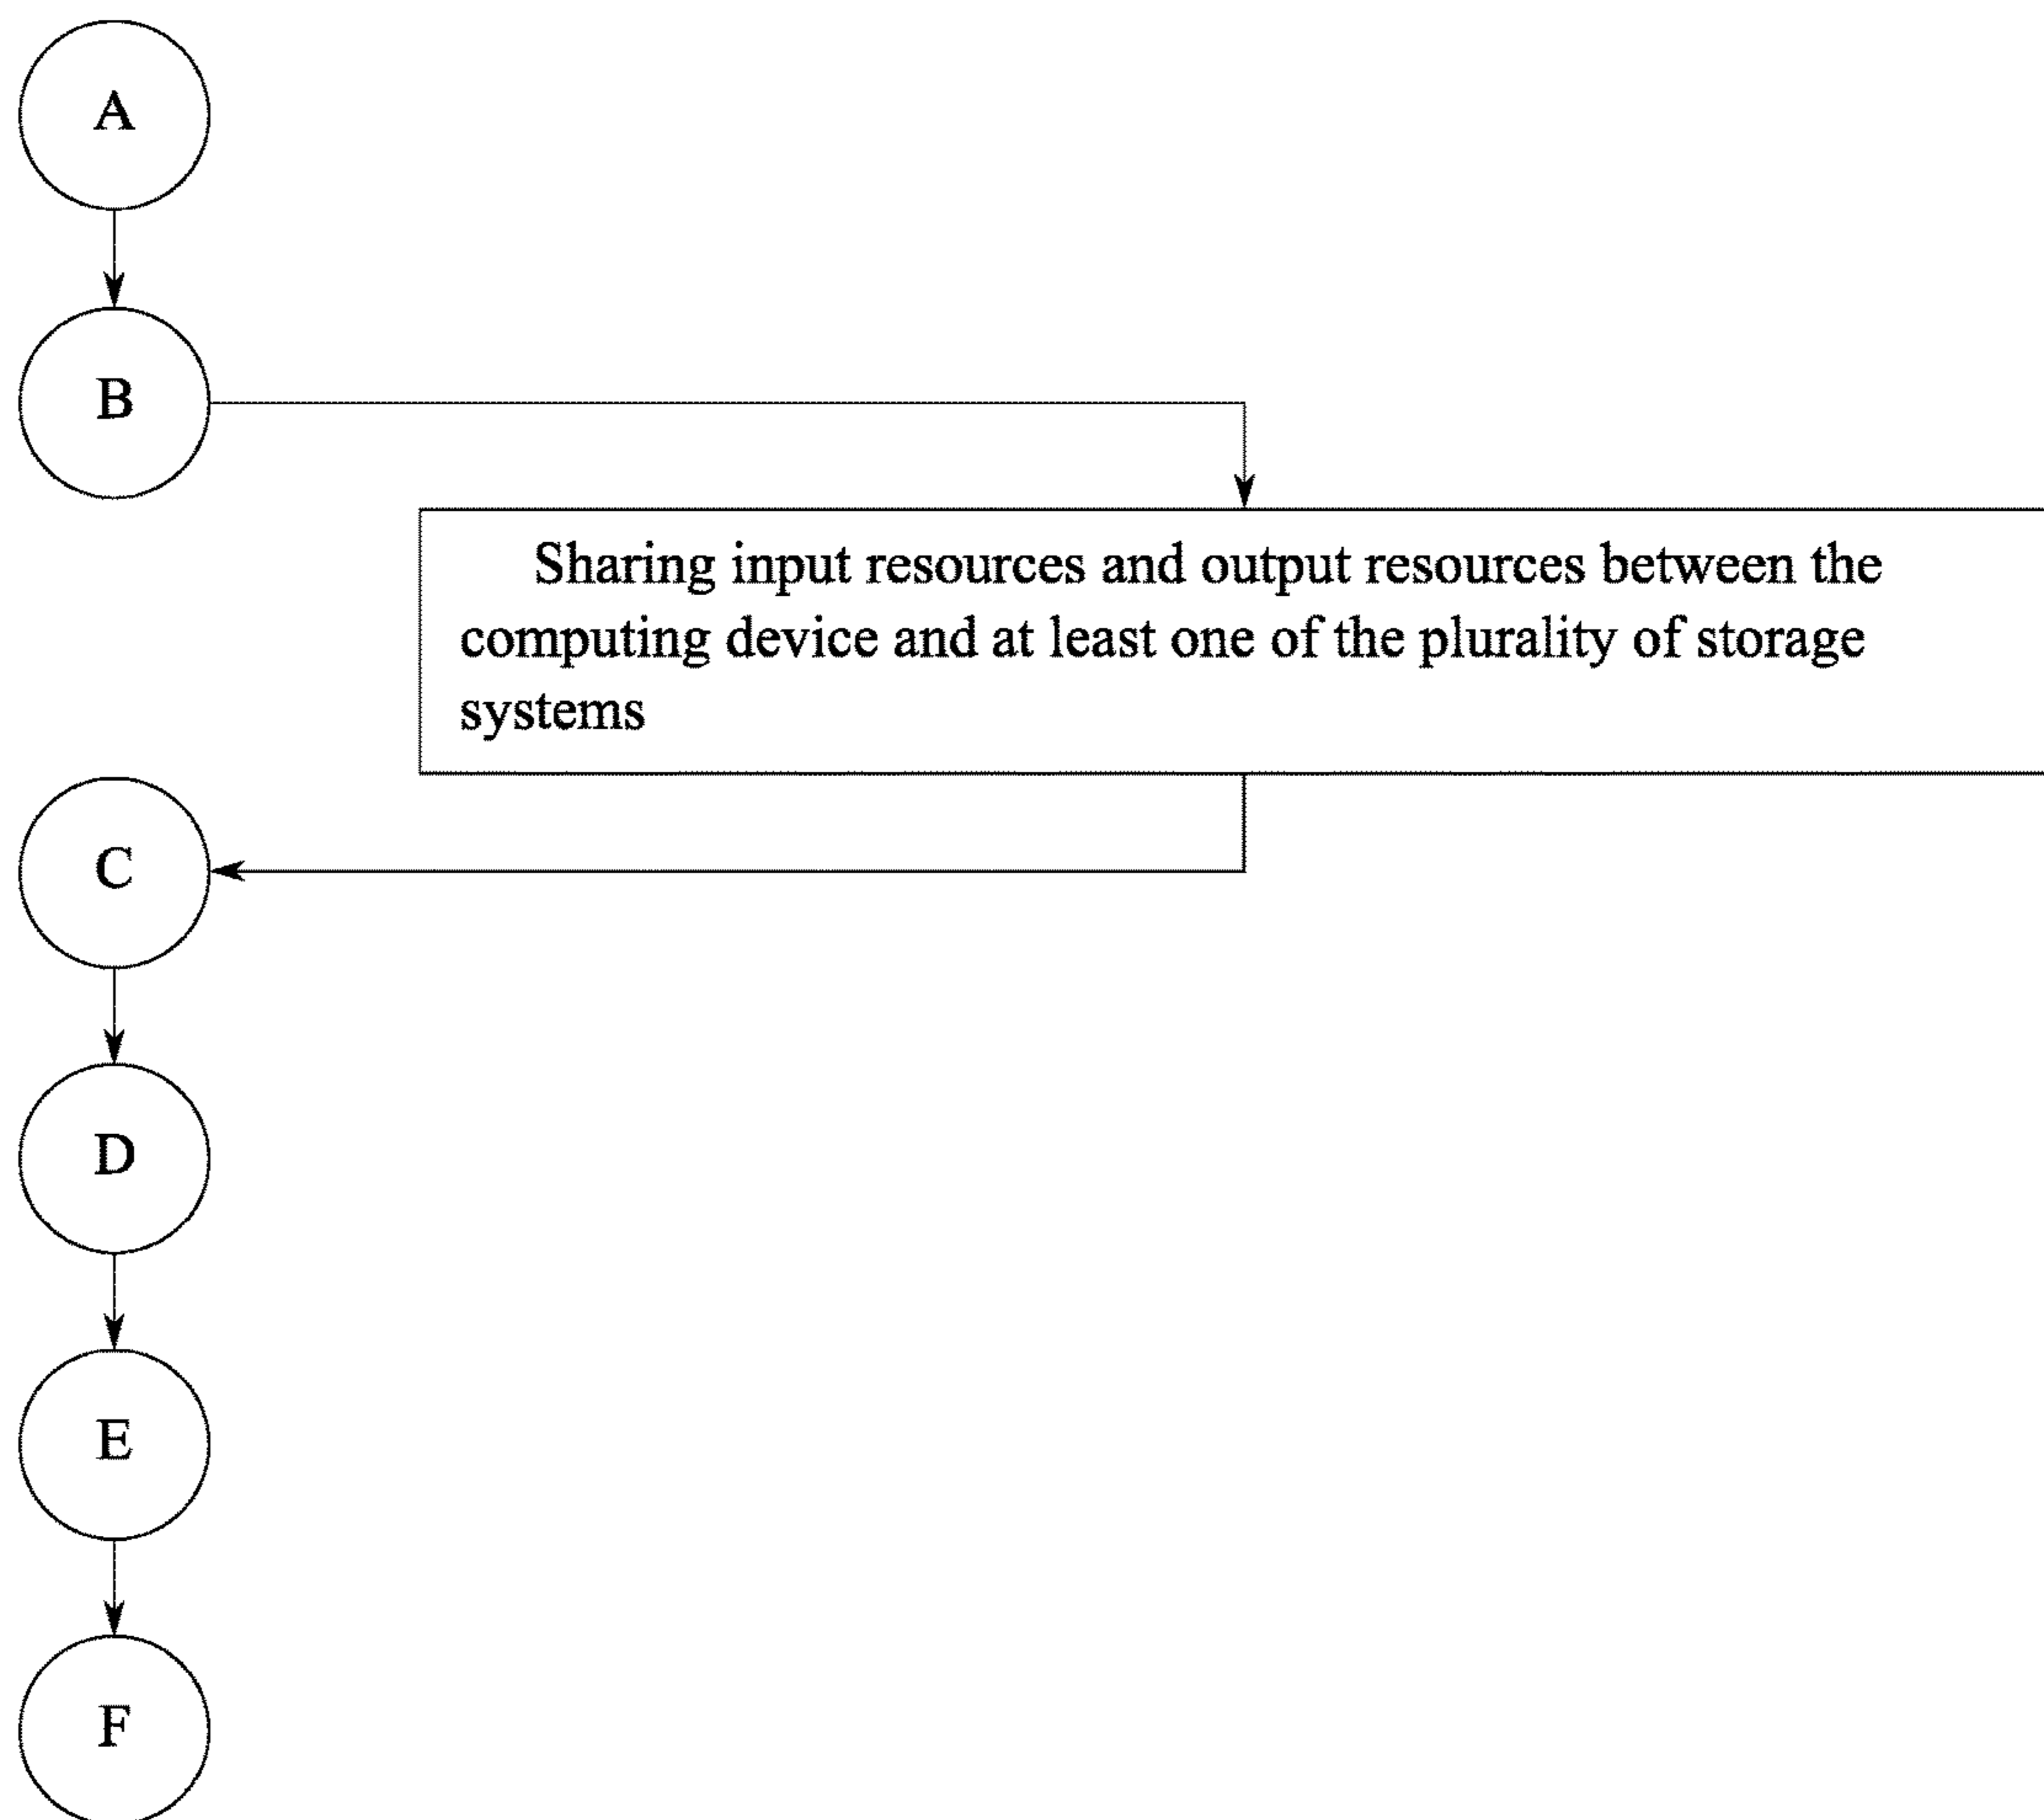 A
B
Sharing input resources and output resources between the
computing device and at least one of the plurality of storage
systems
C
D
E
F